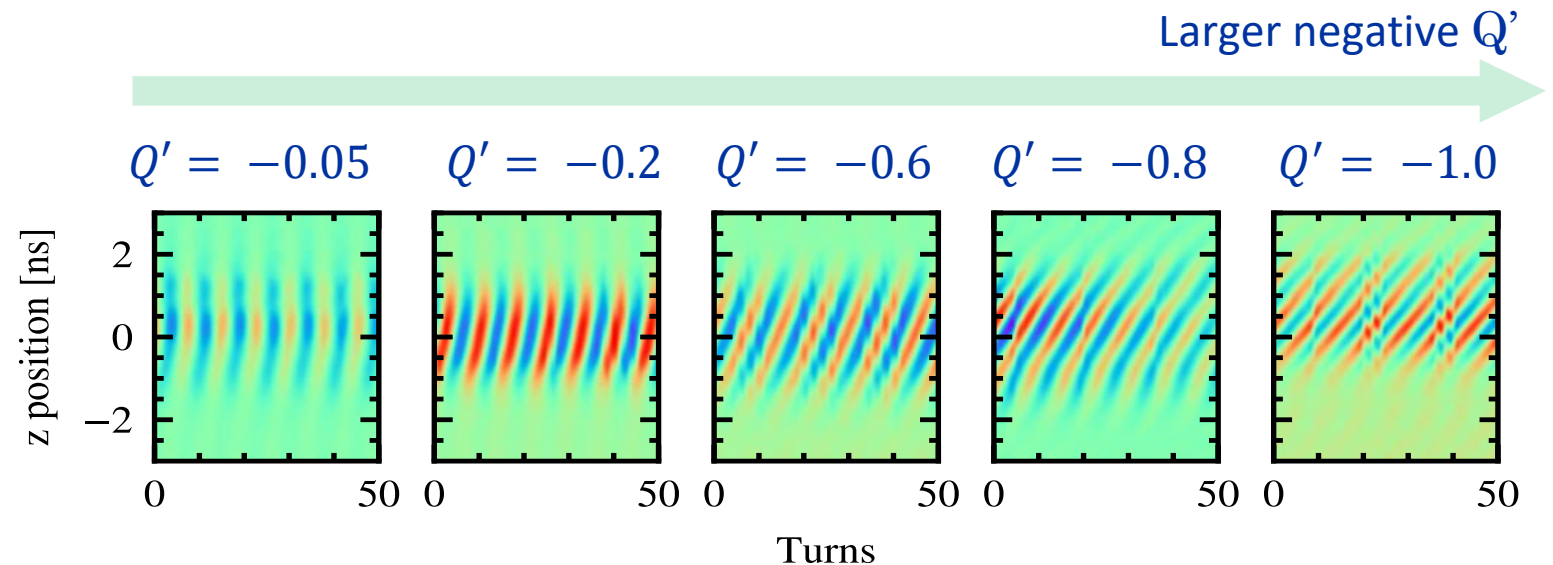 Larger negative Q’
Q′ = −0.05
Q′ = −0.2
Q′ = −0.6
Q′ = −0.8
Q′ = −1.0
z position [ns]
2
0
−2
0 50 0 50 0 50 0 50 0 50
Turns